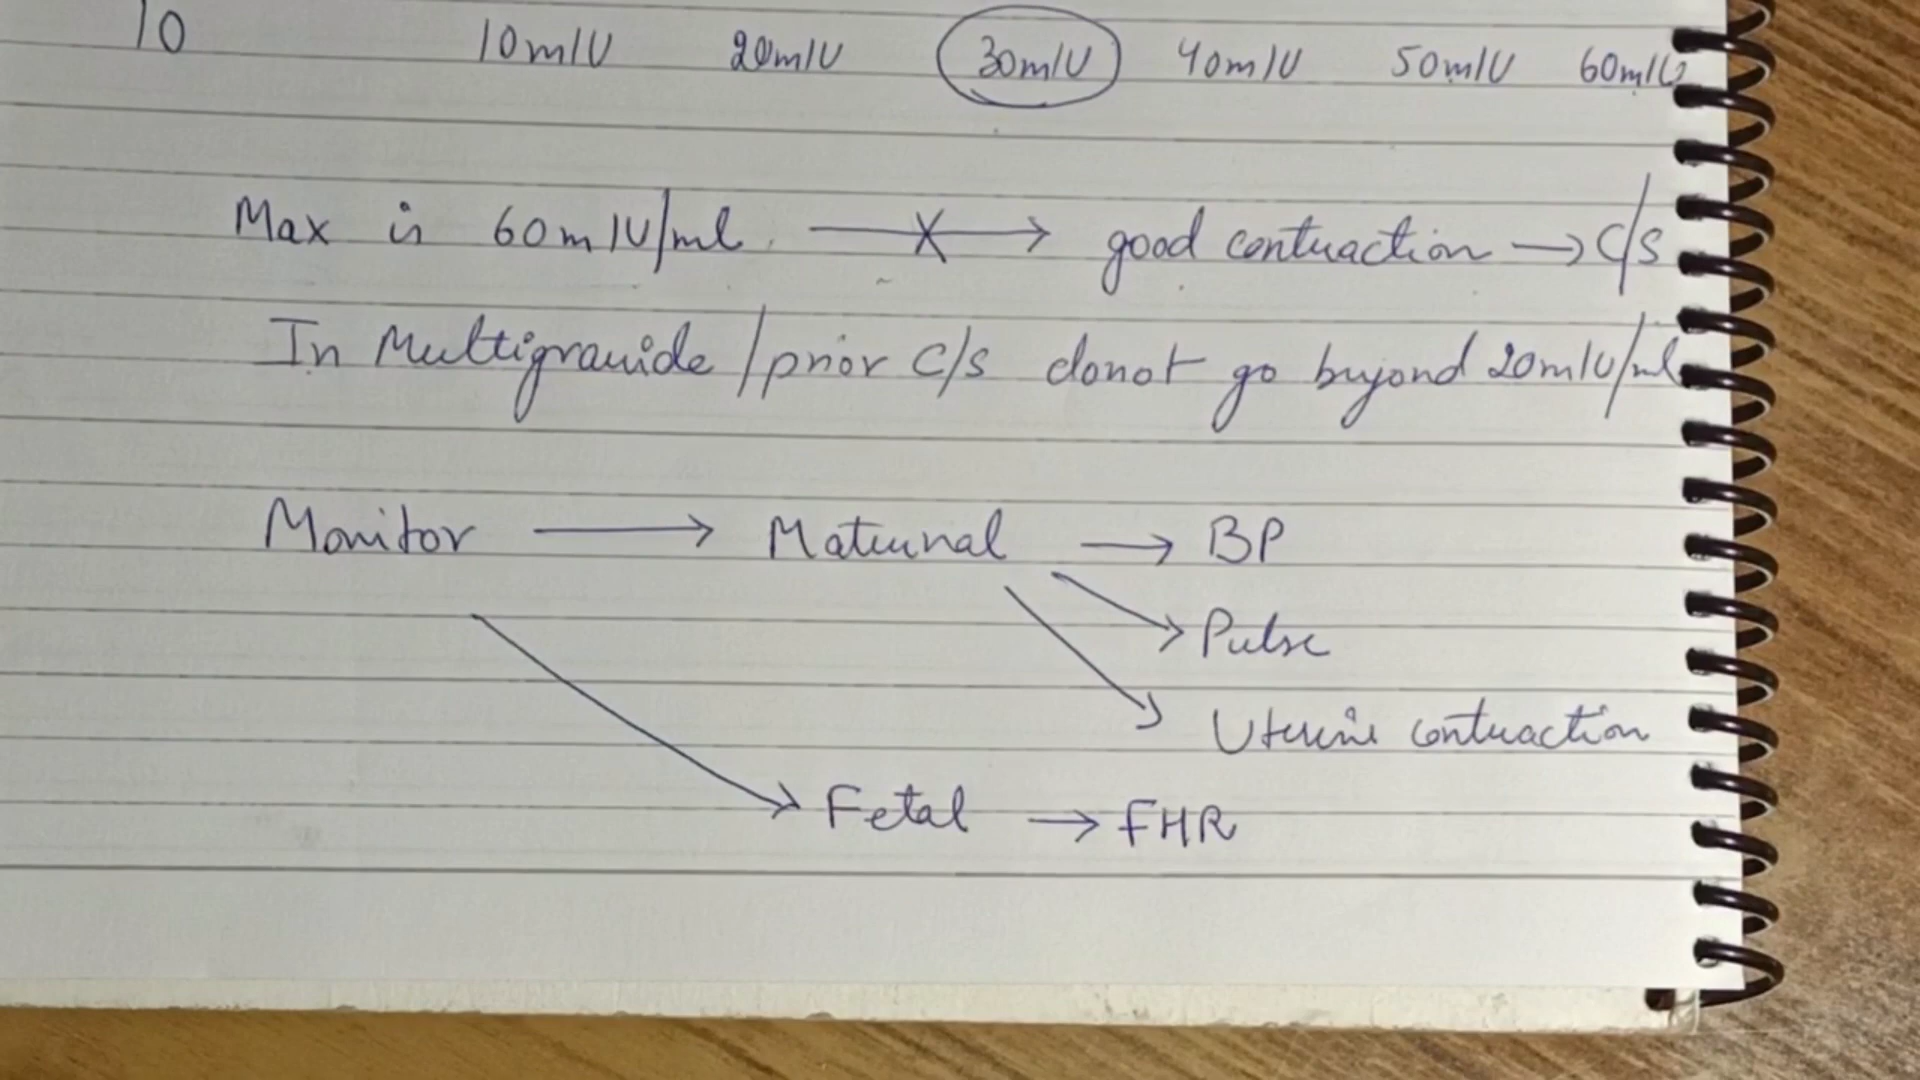 10 10mIU 20mIU 30mIU 40mIU 50mIU 60mIU
Max is 60mIU/ml —X→ good contraction → C/S
In Multigravide / prior C/S donot go beyond 20mIU/ml
Monitor → Maternal → BP
→ Pulse
→ Uterine contraction
→ Fetal → FHR